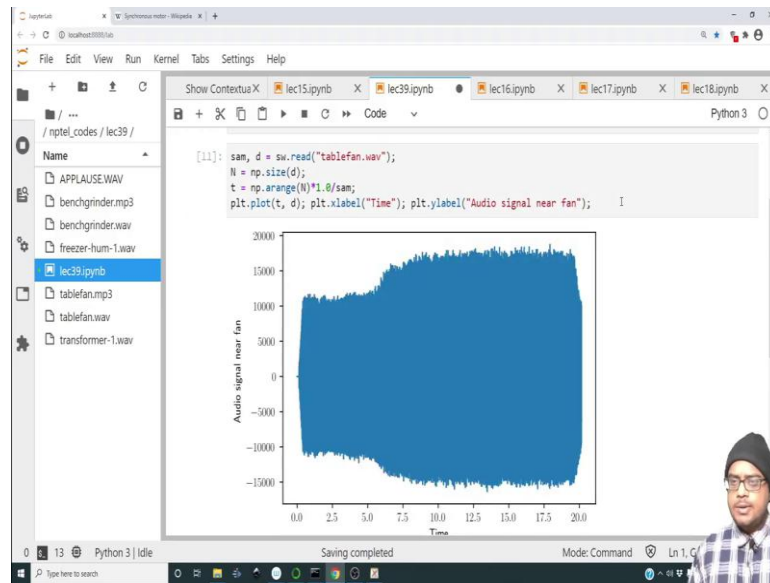 JupyterLab
Synchronous motor - Wikipedia
localhost:8888/lab
File Edit View Run Kernel Tabs Settings Help
Show Contextua lec15.ipynb lec39.ipynb lec16.ipynb lec17.ipynb lec18.ipynb
Code Python 3
/ ...
/ nptel_codes / lec39 /
Name
APPLAUSE.WAV
benchgrinder.mp3
benchgrinder.wav
freezer-hum-1.wav
lec39.ipynb
tablefan.mp3
tablefan.wav
transformer-1.wav
[11]: sam, d = sw.read("tablefan.wav");
N = np.size(d);
t = np.arange(N)*1.0/sam;
plt.plot(t, d); plt.xlabel("Time"); plt.ylabel("Audio signal near fan");
20000
15000
10000
5000
0
−5000
−10000
−15000
Audio signal near fan
0.0 2.5 5.0 7.5 10.0 12.5 15.0 17.5 20.0
Time
0 13 Python 3 | Idle Saving completed Mode: Command Ln 1,
Type here to search